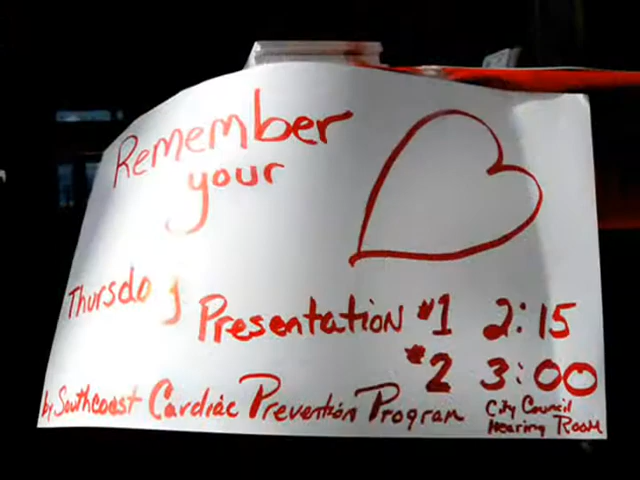 Remember
your
Thursday
Presentation #1 2:15
#2 3:00
by Southcoast Cardiac Prevention Program
City Council
Hearing Room